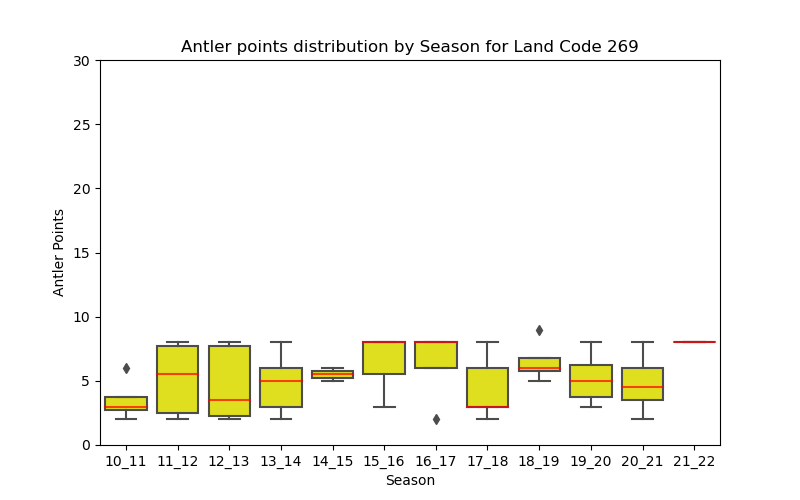 Antler points distribution by Season for Land Code 269
30
25
20
15
10
5
0
Antler Points
10_11 11_12 12_13 13_14 14_15 15_16 16_17 17_18 18_19 19_20 20_21 21_22
Season